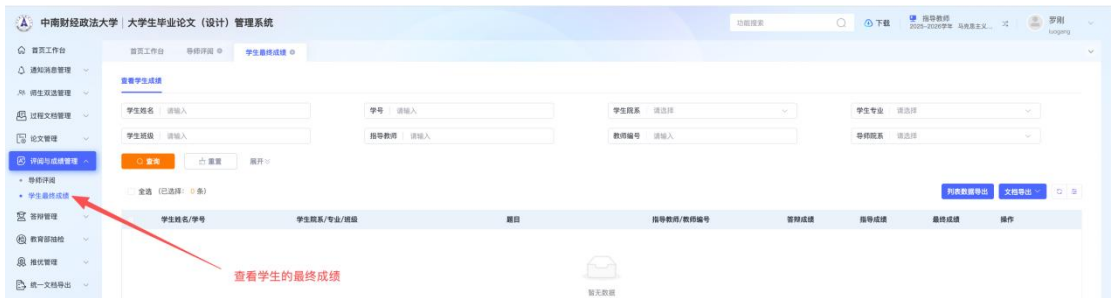 中南财经政法大学 大学生毕业论文（设计）管理系统
功能搜索
下载
指导教师
2025-2026学年 马克思主义...
罗刚
luogang
首页工作台
首页工作台 导师评阅 学生最终成绩
通知消息管理
师生双选管理
过程文档管理
论文管理
评阅与成绩管理
导师评阅
学生最终成绩
答辩管理
教育部抽检
推优管理
统一文档导出
查看学生成绩
学生姓名 请输入 学号 请输入 学生院系 请选择 学生专业 请选择
学生班级 请输入 指导教师 请输入 教师编号 请输入 导师院系 请选择
查询 重置 展开
全选 (已选择: 0 条)
列表数据导出 文档导出
学生姓名/学号 学生院系/专业/班级 题目 指导教师/教师编号 答辩成绩 指导成绩 最终成绩 操作
查看学生的最终成绩
暂无数据